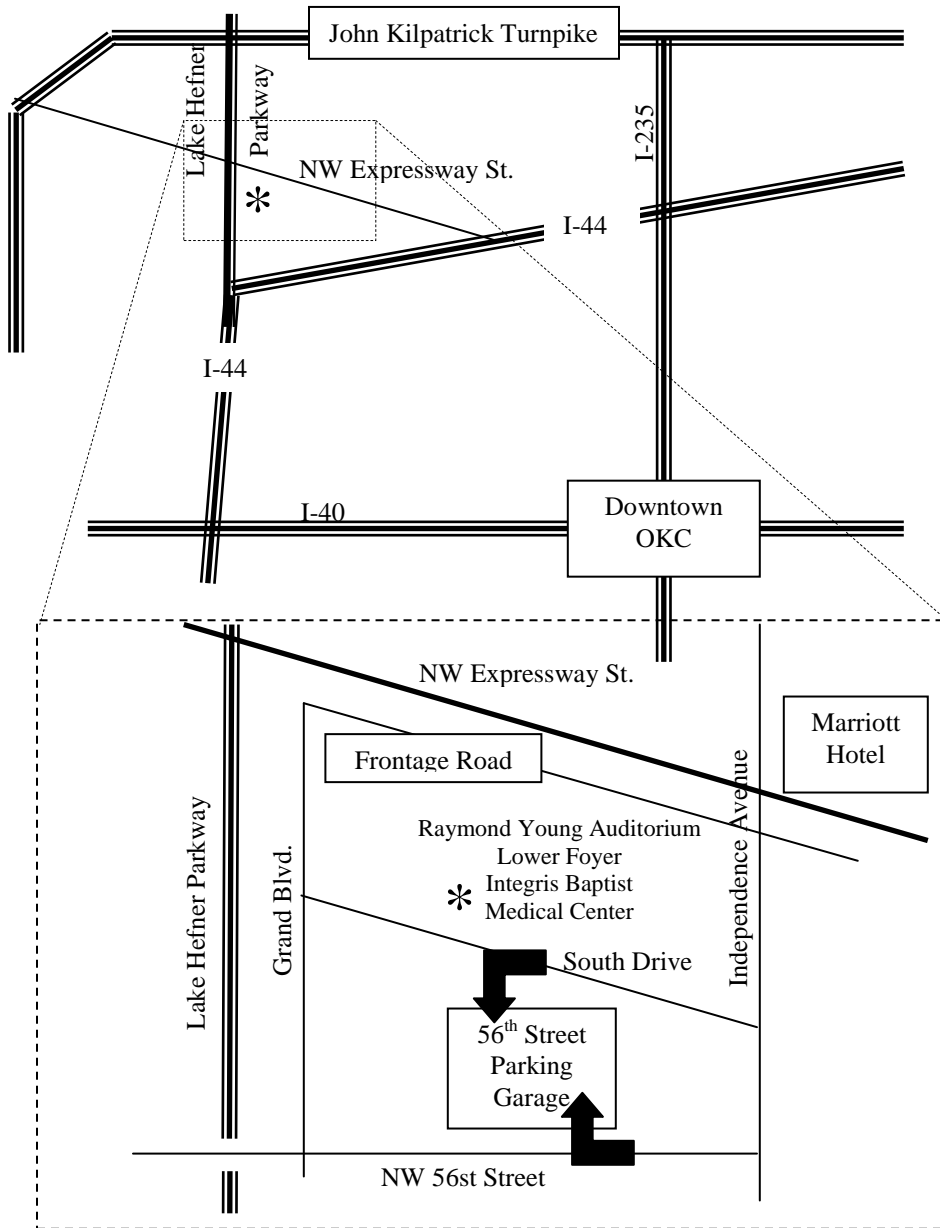 John Kilpatrick Turnpike
Lake Hefner
Parkway
I-235
NW Expressway St.
I-44
I-44
I-40
Downtown
OKC
NW Expressway St.
Marriott
Hotel
Frontage Road
Independence Avenue
Raymond Young Auditorium
Lower Foyer
Integris Baptist
Medical Center
Lake Hefner Parkway
Grand Blvd.
South Drive
56th Street
Parking
Garage
NW 56st Street